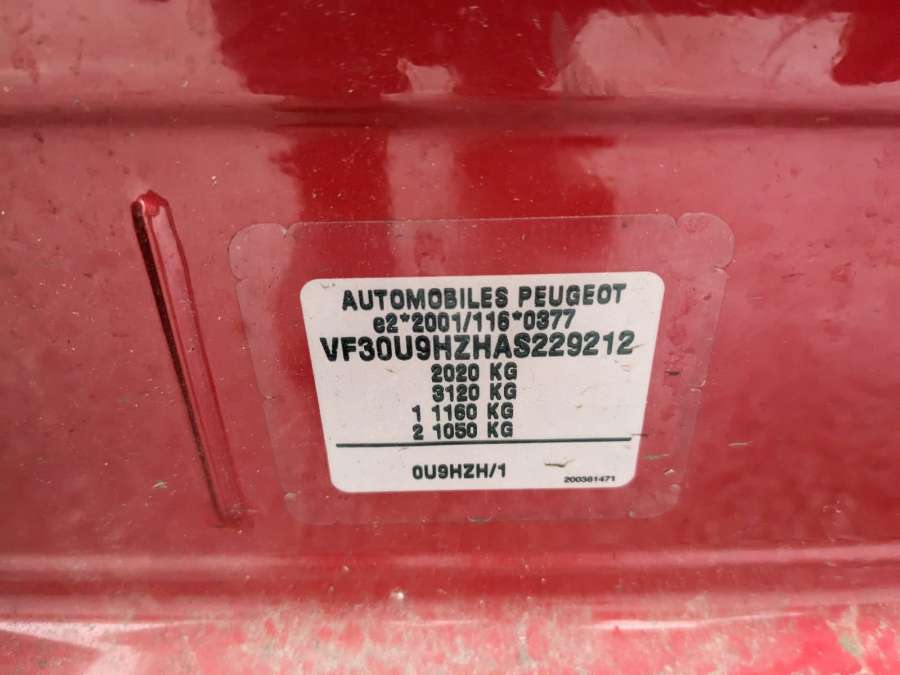 AUTOMOBILES PEUGEOT
e2*2001/116*0377
VF30U9HZHAS229212
2020 KG
3120 KG
1 1160 KG
2 1050 KG
0U9HZH/1
200361471